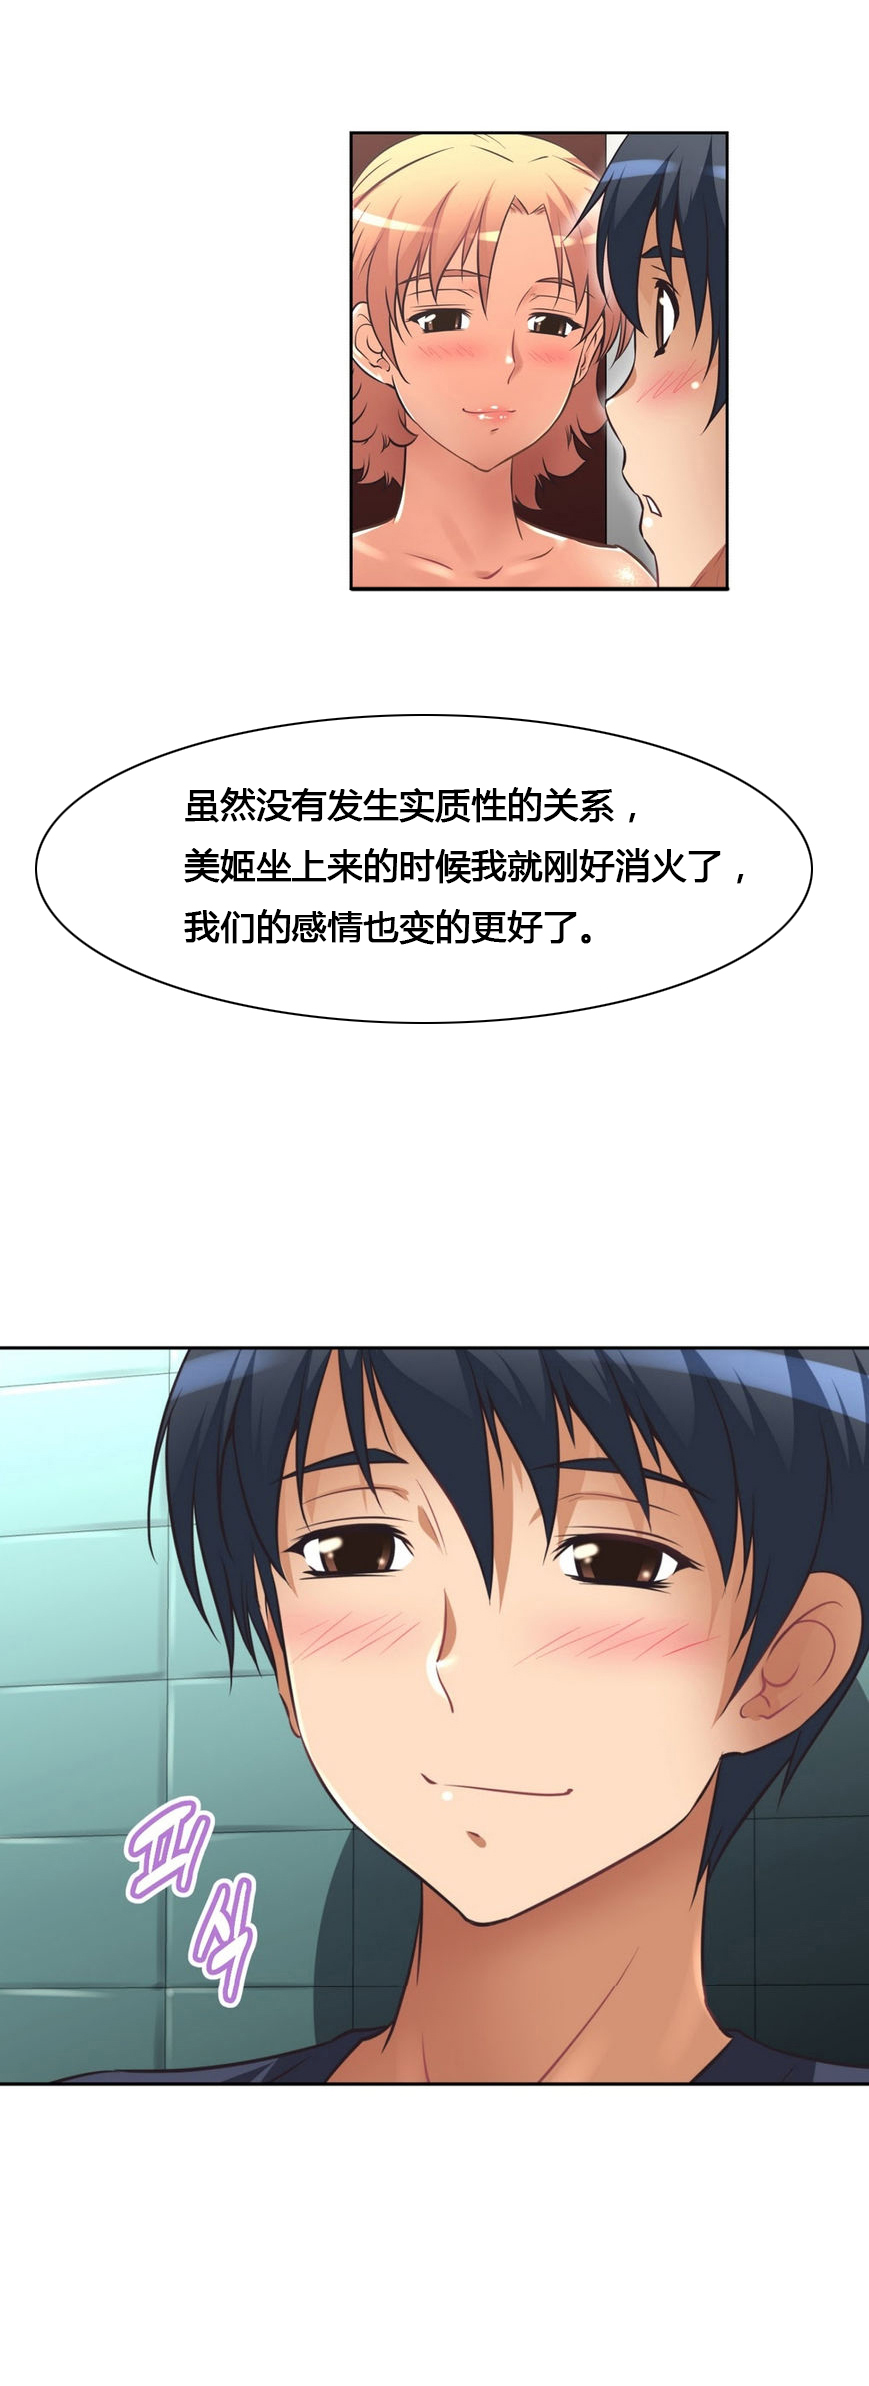 虽然没有发生实质性的关系，
美姬坐上来的时候我就刚好消火了，
我们的感情也变的更好了。
피식